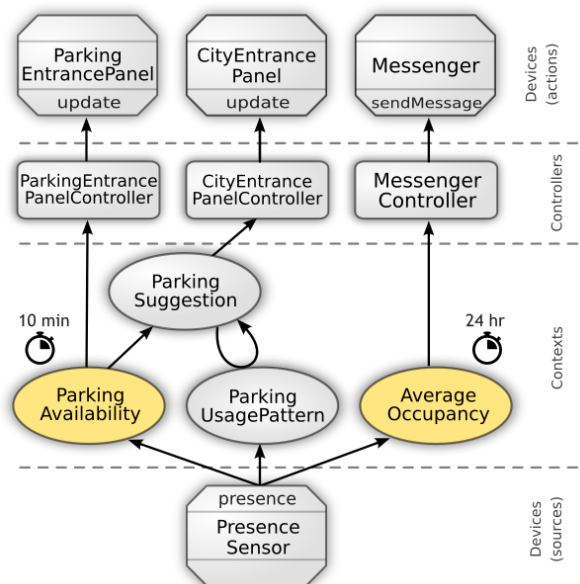 Parking
EntrancePanel
update
CityEntrance
Panel
update
Messenger
sendMessage
Devices
(actions)
ParkingEntrance
PanelController
CityEntrance
PanelController
Messenger
Controller
Controllers
Parking
Suggestion
10 min
24 hr
Contexts
Parking
Availability
Parking
UsagePattern
Average
Occupancy
presence
Presence
Sensor
Devices
(sources)